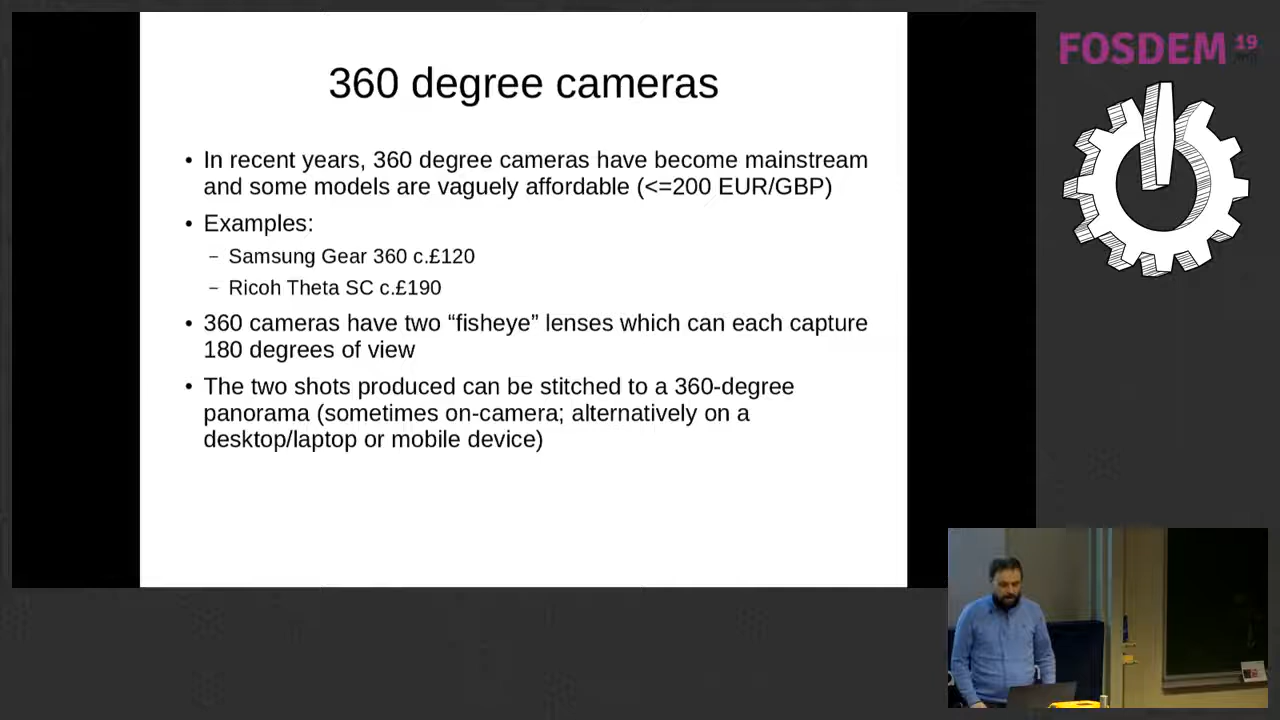 360 degree cameras
• In recent years, 360 degree cameras have become mainstream
and some models are vaguely affordable (<=200 EUR/GBP)
• Examples:
– Samsung Gear 360 c.£120
– Ricoh Theta SC c.£190
• 360 cameras have two “fisheye” lenses which can each capture
180 degrees of view
• The two shots produced can be stitched to a 360-degree
panorama (sometimes on-camera; alternatively on a
desktop/laptop or mobile device)
FOSDEM 19